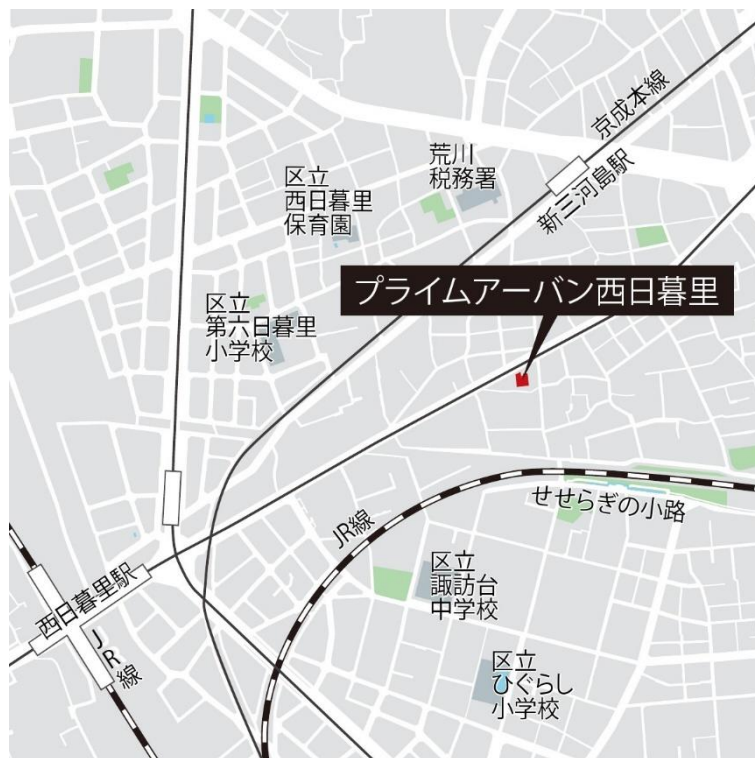 京成本線
荒川
税務署
区立
西日暮里
保育園
新三河島駅
プライムアーバン西日暮里
区立
第六日暮里
小学校
せせらぎの小路
JR線
区立
諏訪台
中学校
西日暮里駅
JR線
区立
ひぐらし
小学校